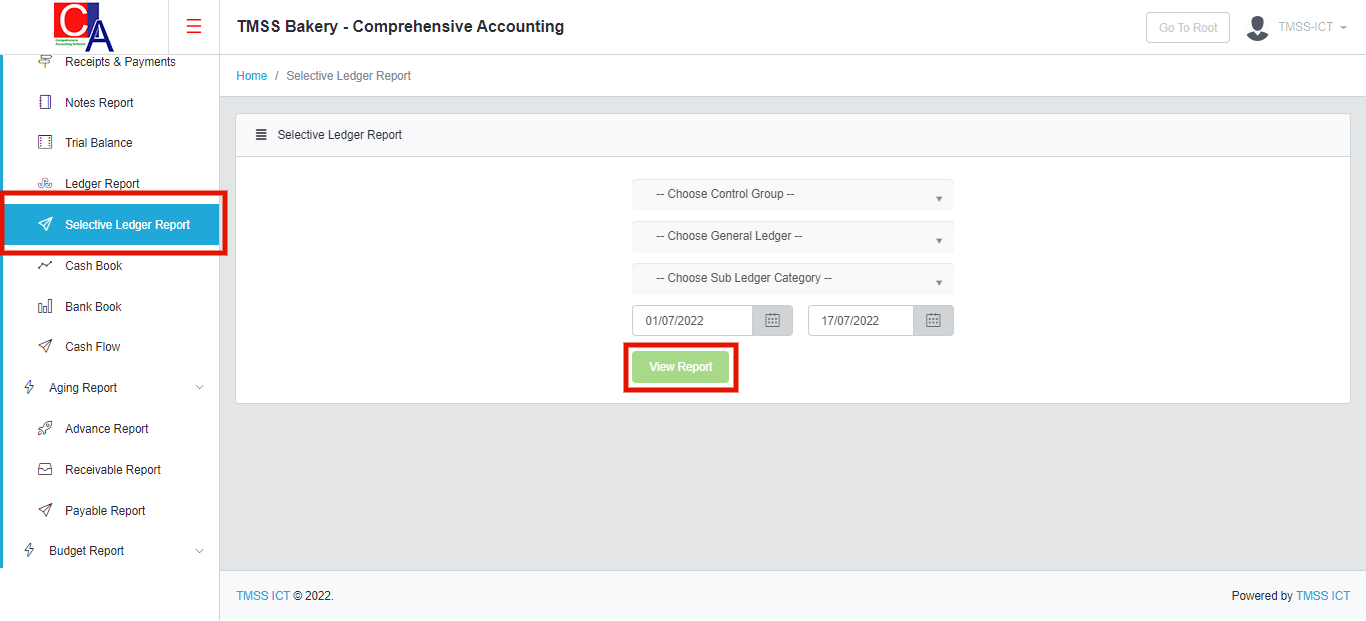 CIA
Comprehensive
Accounting Software
TMSS Bakery - Comprehensive Accounting
Go To Root
TMSS-ICT
Receipts & Payments
Notes Report
Trial Balance
Ledger Report
Selective Ledger Report
Cash Book
Bank Book
Cash Flow
Aging Report
Advance Report
Receivable Report
Payable Report
Budget Report
Home / Selective Ledger Report
Selective Ledger Report
-- Choose Control Group --
-- Choose General Ledger --
-- Choose Sub Ledger Category --
01/07/2022 17/07/2022
View Report
TMSS ICT © 2022.
Powered by TMSS ICT